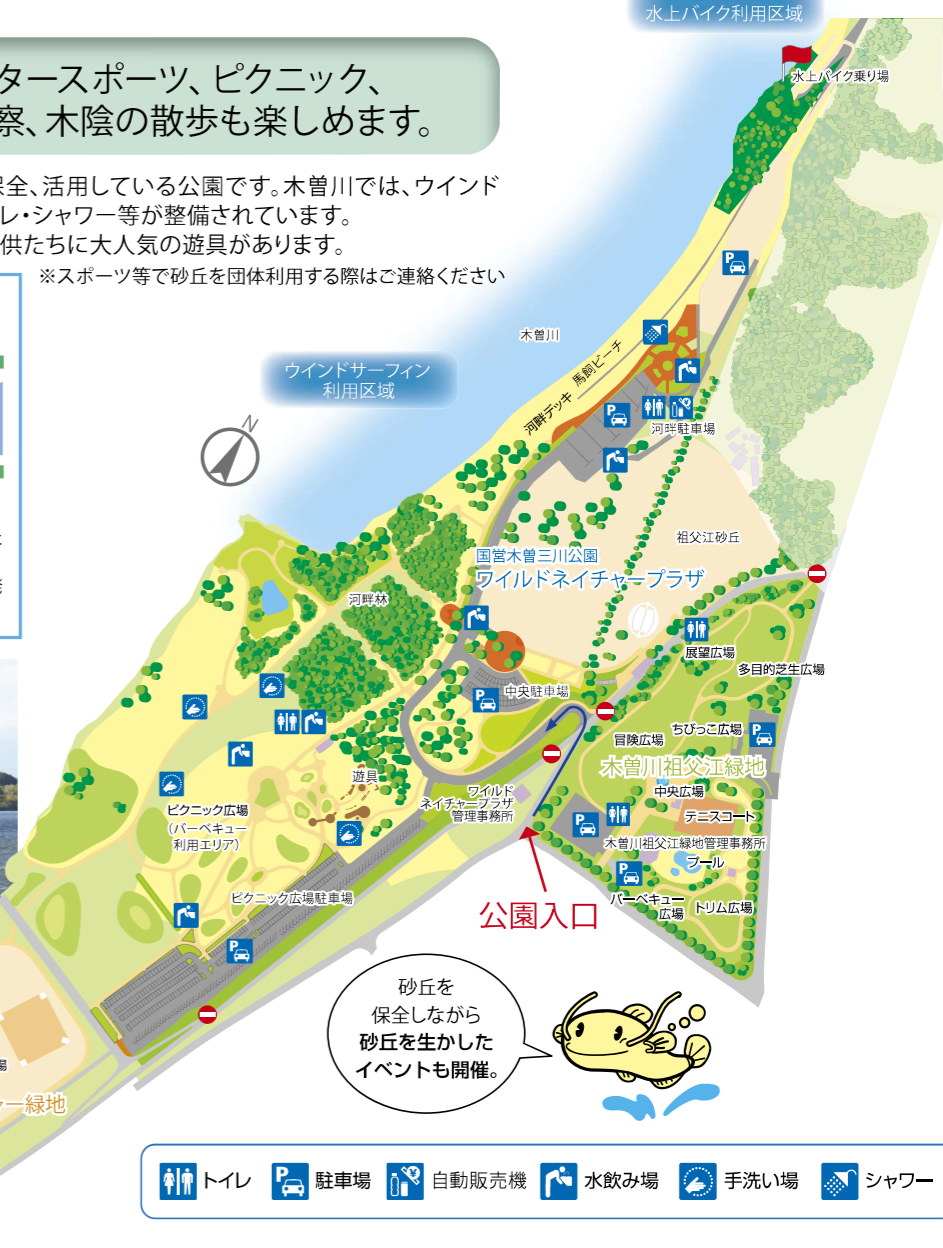 水上バイク利用区域
タースポーツ、ピクニック、
察、木陰の散歩も楽しめます。
保全、活用している公園です。木曽川では、ウインド
レ・シャワー等が整備されています。
供たちに大人気の遊具があります。
※スポーツ等で砂丘を団体利用する際はご連絡ください
水上バイク乗り場
P
木曽川
ウインドサーフィン
利用区域
馬飼ビーチ
河畔デッキ
N
P
河畔駐車場
祖父江砂丘
国営木曽三川公園
ワイルドネイチャープラザ
河畔林
展望広場
多目的芝生広場
中央駐車場
P
冒険広場
ちびっこ広場
P
木曽川祖父江緑地
遊具
ワイルド
ネイチャープラザ
管理事務所
中央広場
テニスコート
ピクニック広場
(バーベキュー
利用エリア)
P
木曽川祖父江緑地管理事務所
プール
P
バーベキュー
広場
トリム広場
ピクニック広場駐車場
P
公園入口
砂丘を
保全しながら
砂丘を生かした
イベントも開催。
場
ー緑地
トイレ
P
駐車場
¥
自動販売機
水飲み場
手洗い場
シャワー